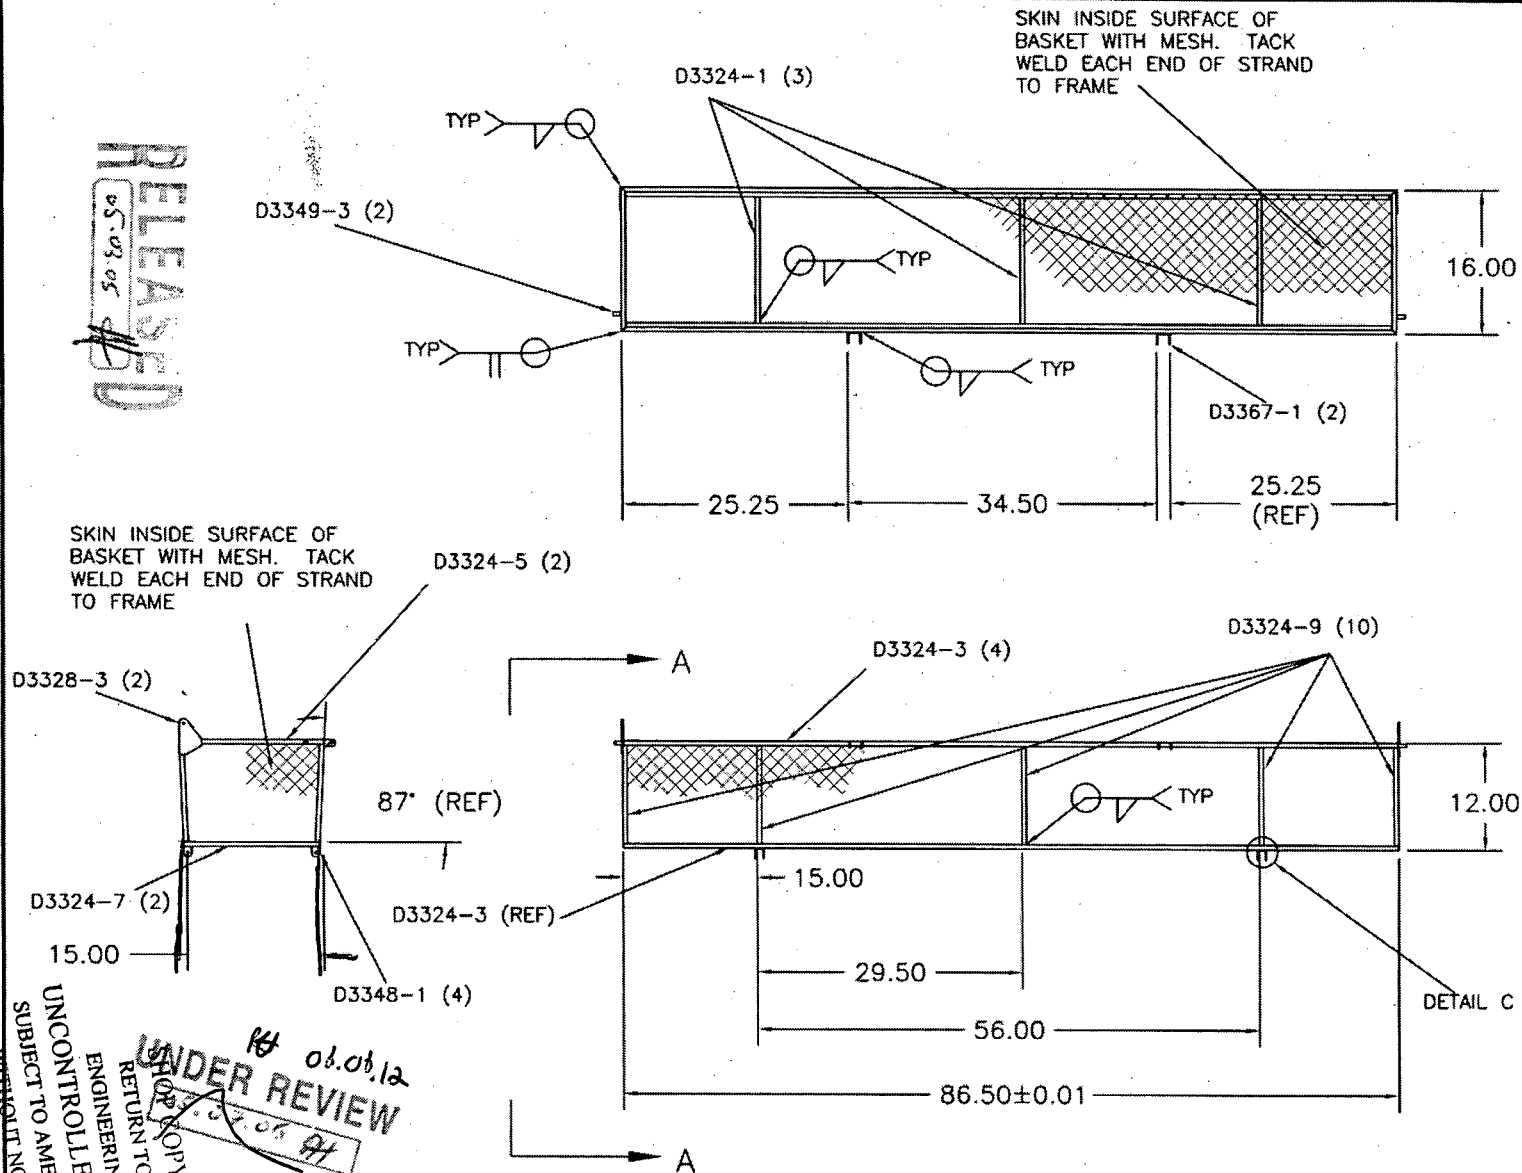 SKIN INSIDE SURFACE OF
BASKET WITH MESH. TACK
WELD EACH END OF STRAND
TO FRAME
D3324-1 (3)
TYP
RELEASED
05.03.05
D3349-3 (2)
TYP
16.00
TYP
TYP
D3367-1 (2)
25.25
34.50
25.25
(REF)
SKIN INSIDE SURFACE OF
BASKET WITH MESH. TACK
WELD EACH END OF STRAND
TO FRAME
D3324-5 (2)
D3324-9 (10)
D3324-3 (4)
A
D3328-3 (2)
87° (REF)
TYP
12.00
15.00
D3324-7 (2)
D3324-3 (REF)
15.00
29.50
D3348-1 (4)
DETAIL C
56.00
86.50±0.01
A
UNDER REVIEW
SHOP COPY
RETURN TO